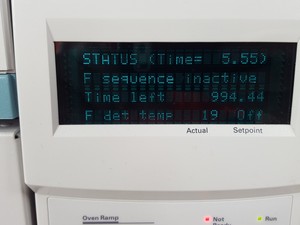 STATUS (Time= 5.55)
F sequence inactive
Time left 994.44
F det temp 19 Off
Actual Setpoint
Oven Ramp
Not Ready
Run